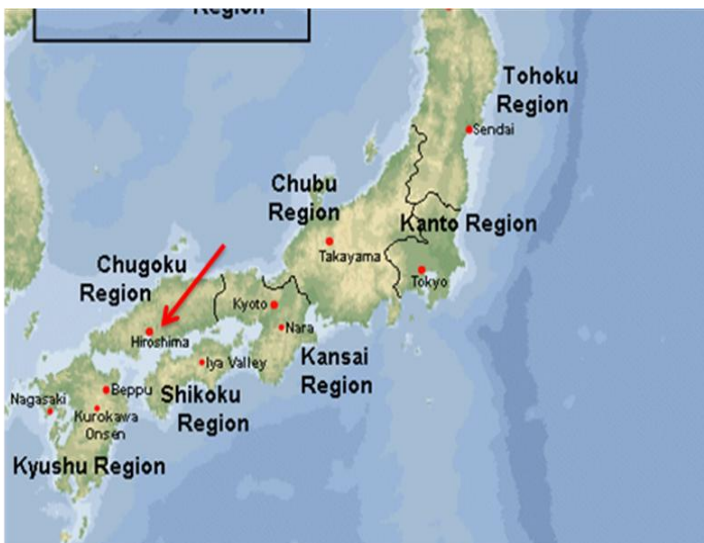 Region
Tohoku
Region
Sendai
Chubu
Region
Kanto Region
Takayama
Tokyo
Chugoku
Region
Kyoto
Nara
Hiroshima
Kansai
Region
Iya Valley
Shikoku
Region
Beppu
Nagasaki
Kurokawa
Onsen
Kyushu Region